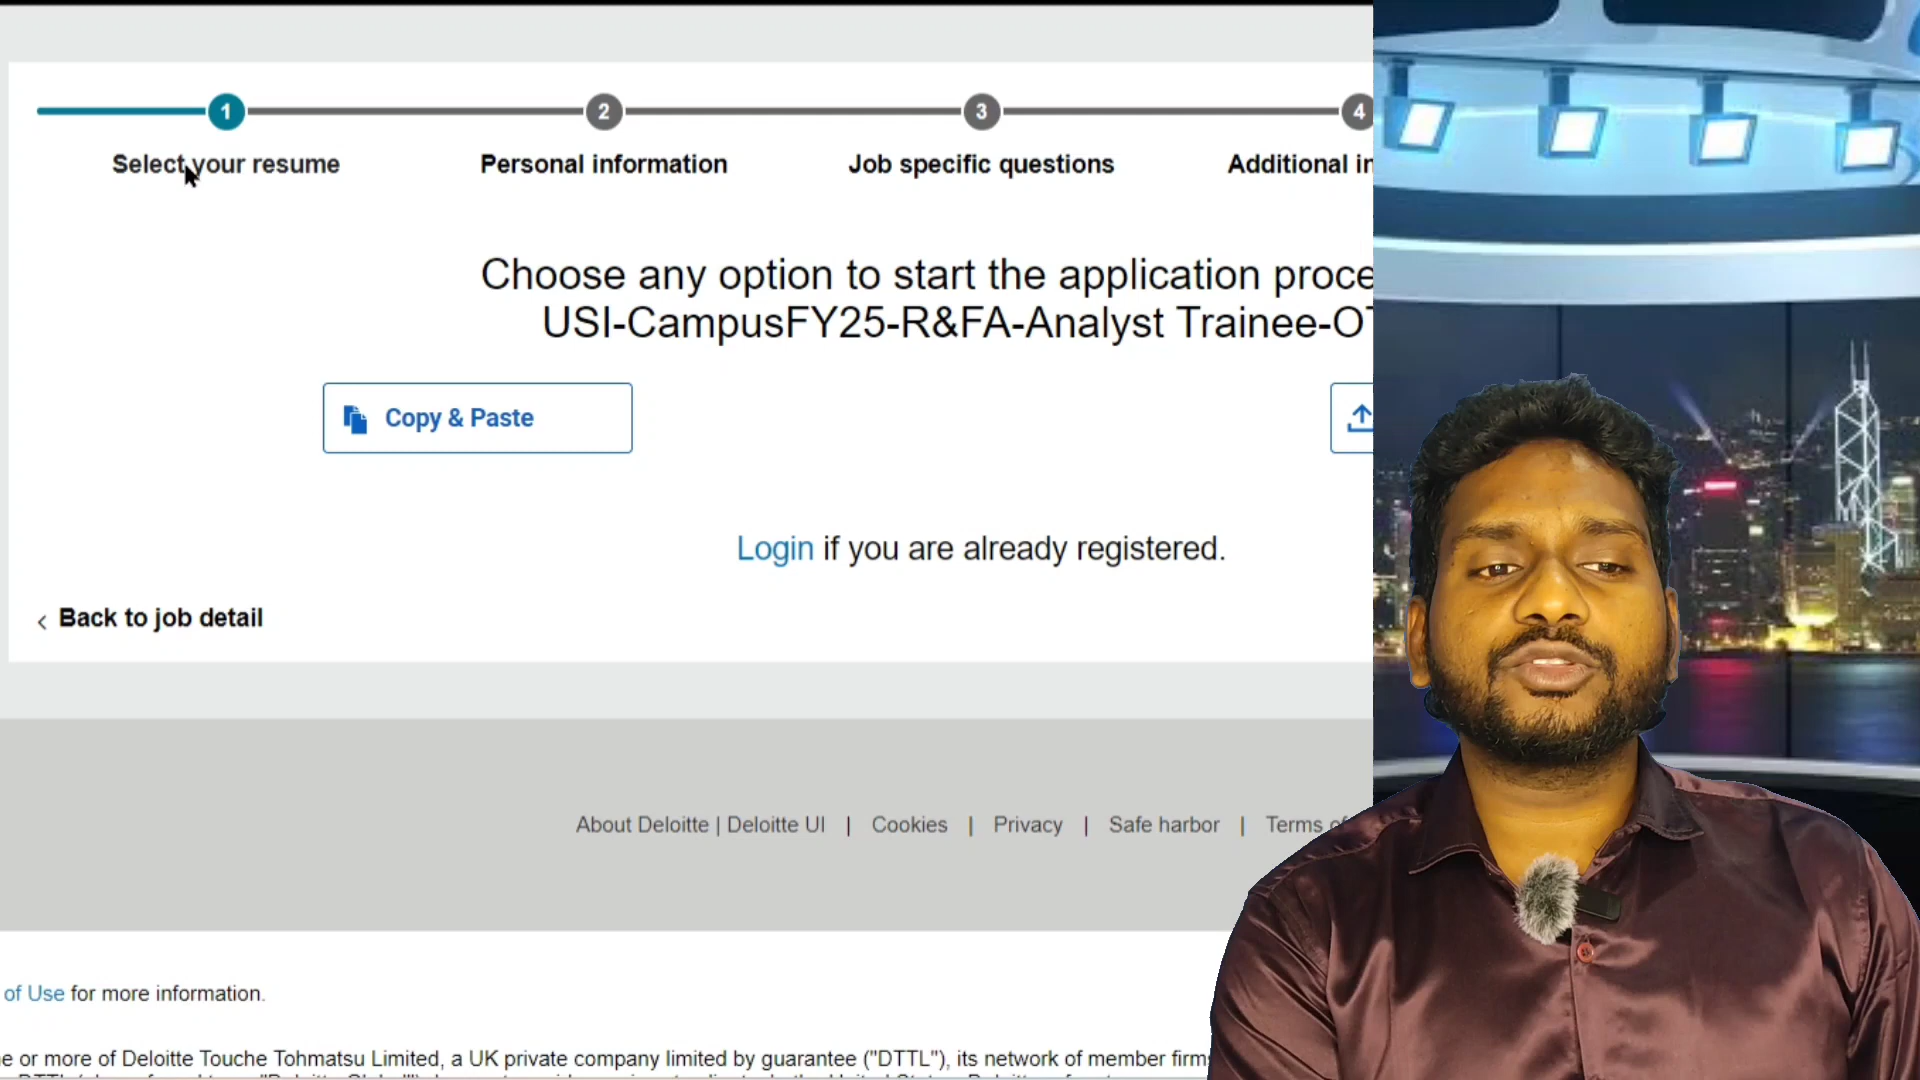 1
2
3
4
Select your resume
Personal information
Job specific questions
Additional
Choose any option to start the application
USI-CampusFY25-R&FA-Analyst Trainee-
Copy & Paste
Login if you are already registered.
< Back to job detail
About Deloitte | Deloitte UI | Cookies | Privacy | Safe harbor | Terms of
of Use for more information.
or more of Deloitte Touche Tohmatsu Limited, a UK private company limited by guarantee ("DTTL"), its network of member